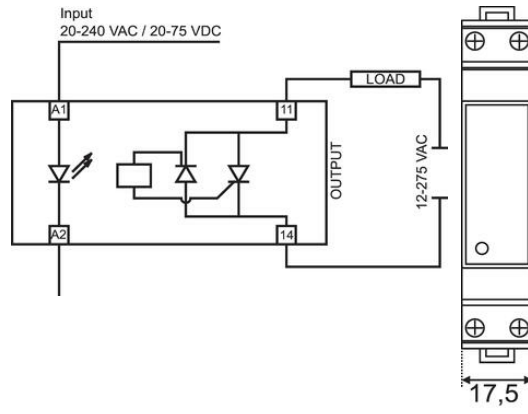 Input
20-240 VAC / 20-75 VDC
A1
11
LOAD
OUTPUT
12-275 VAC
A2
14
17,5